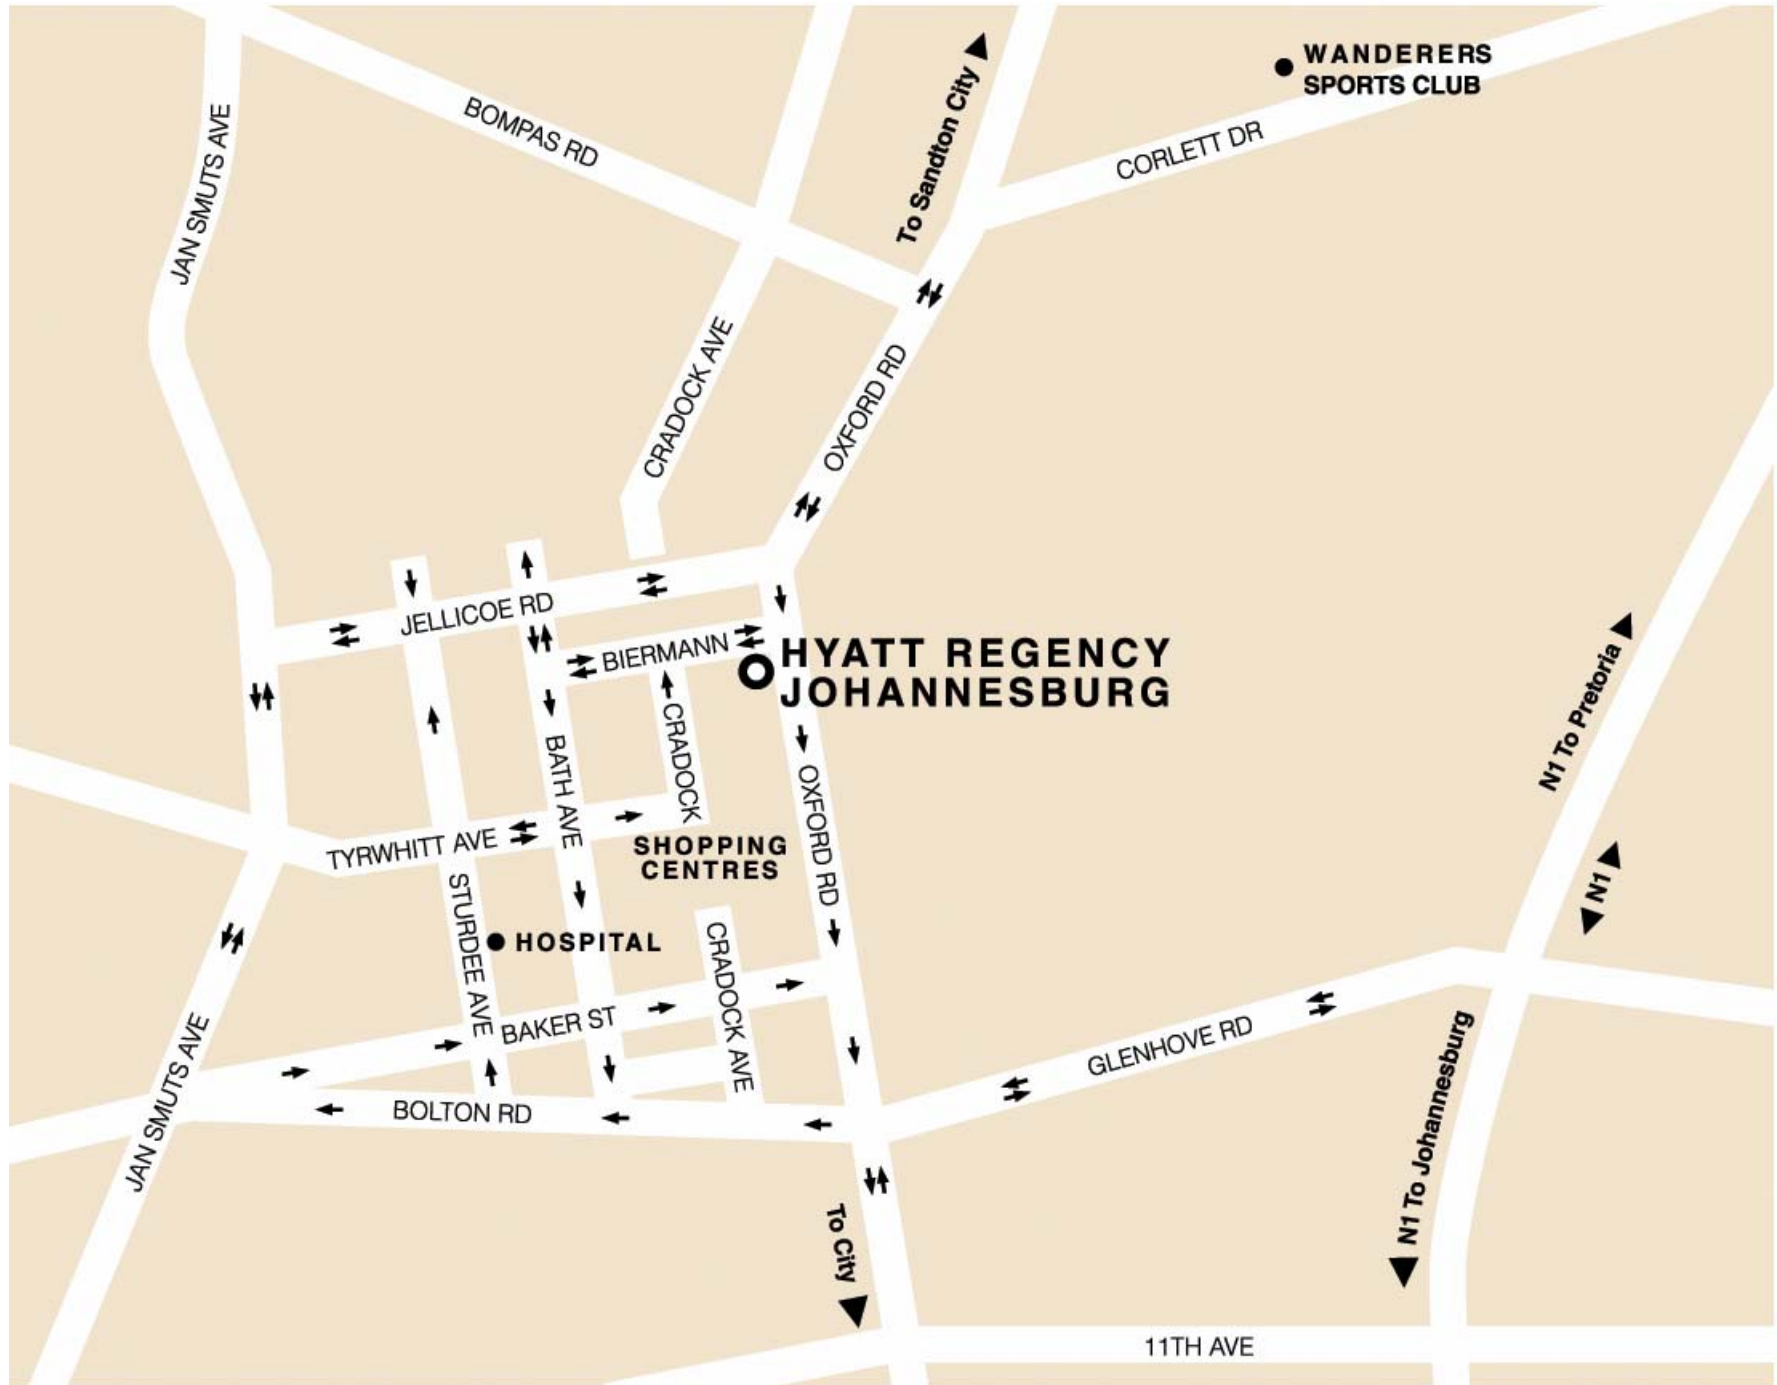 WANDERERS
SPORTS CLUB
BOMPAS RD
JAN SMUTS AVE
To Sandton City
CORLETT DR
CRADOCK AVE
OXFORD RD
JELLICOE RD
BIERMANN
HYATT REGENCY
JOHANNESBURG
CRADOCK
BATH AVE
N1 To Pretoria
OXFORD RD
TYRWHITT AVE
SHOPPING
CENTRES
N1
STURDEE AVE
HOSPITAL
CRADOCK AVE
BAKER ST
GLENHOVE RD
JAN SMUTS AVE
BOLTON RD
N1 To Johannesburg
To City
11TH AVE